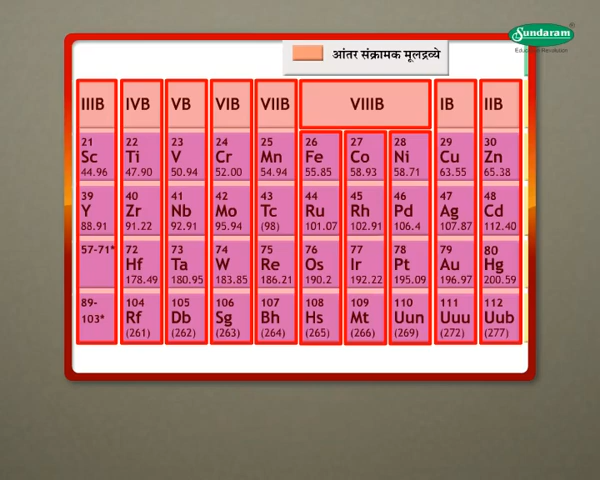 Sundaram
®
आंतर संक्रामक मूलद्रव्ये
IIIB IVB VB VIB VIIB VIIIB IB IIB
21 22 23 24 25 26 27 28 29 30
Sc Ti V Cr Mn Fe Co Ni Cu Zn
44.96 47.90 50.94 52.00 54.94 55.85 58.93 58.71 63.55 65.38
39 40 41 42 43 44 45 46 47 48
Y Zr Nb Mo Tc Ru Rh Pd Ag Cd
88.91 91.22 92.91 95.94 (98) 101.07 102.91 106.4 107.87 112.40
57-71* 72 73 74 75 76 77 78 79 80
Hf Ta W Re Os Ir Pt Au Hg
178.49 180.95 183.85 186.21 190.2 192.22 195.09 196.97 200.59
89- 104 105 106 107 108 109 110 111 112
103* Rf Db Sg Bh Hs Mt Uun Uuu Uub
(261) (262) (263) (264) (265) (266) (269) (272) (277)